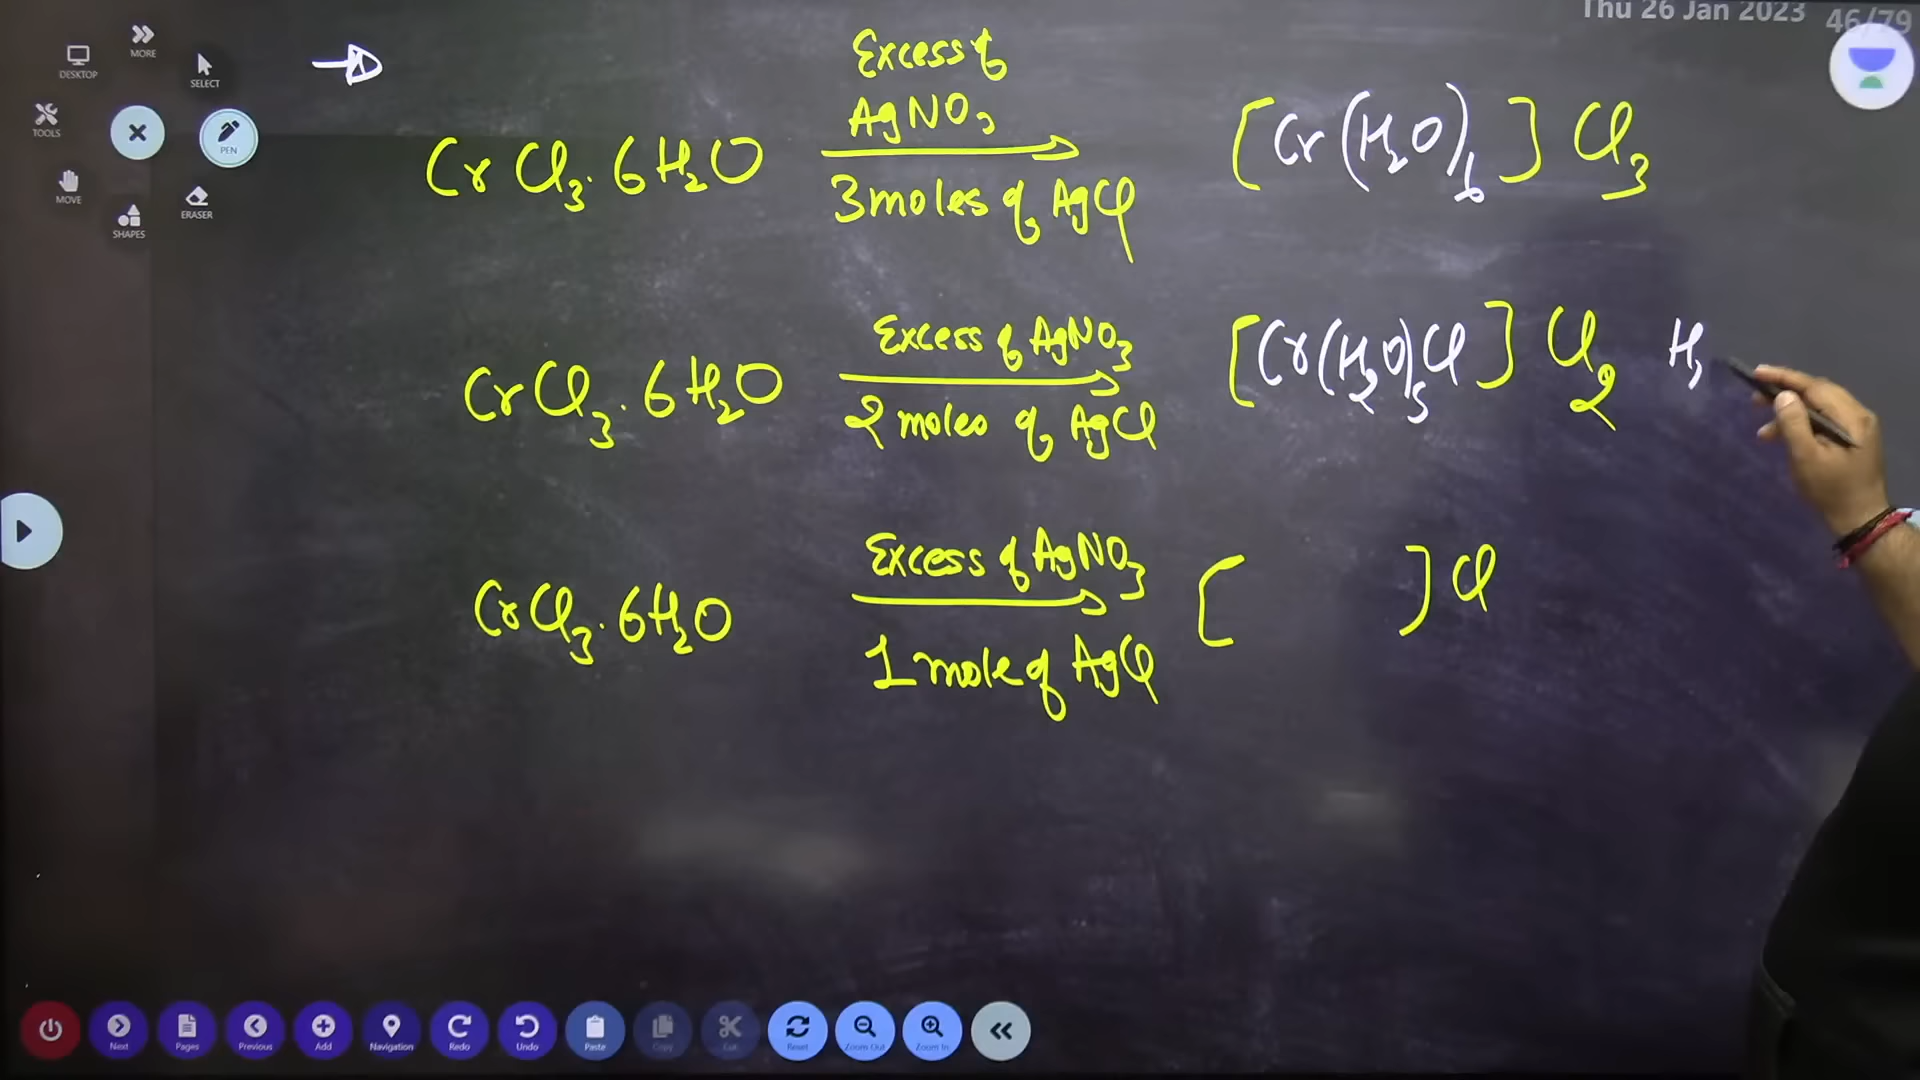 Thu 26 Jan 2023 46/79
MORE
DESKTOP
SELECT
TOOLS
PEN
MOVE
ERASER
SHAPES
CrCl3.6H2O Excess of AgNO3 3 moles of AgCl [Cr(H2O)6]Cl3
CrCl3.6H2O Excess of AgNO3 2 moles of AgCl [Cr(H2O)5Cl]Cl2 H2
CrCl3.6H2O Excess of AgNO3 1 mole of AgCl [ ]Cl
Next Pages Previous Add Navigation Redo Undo Paste Copy Cut Reset Zoom Out Zoom In